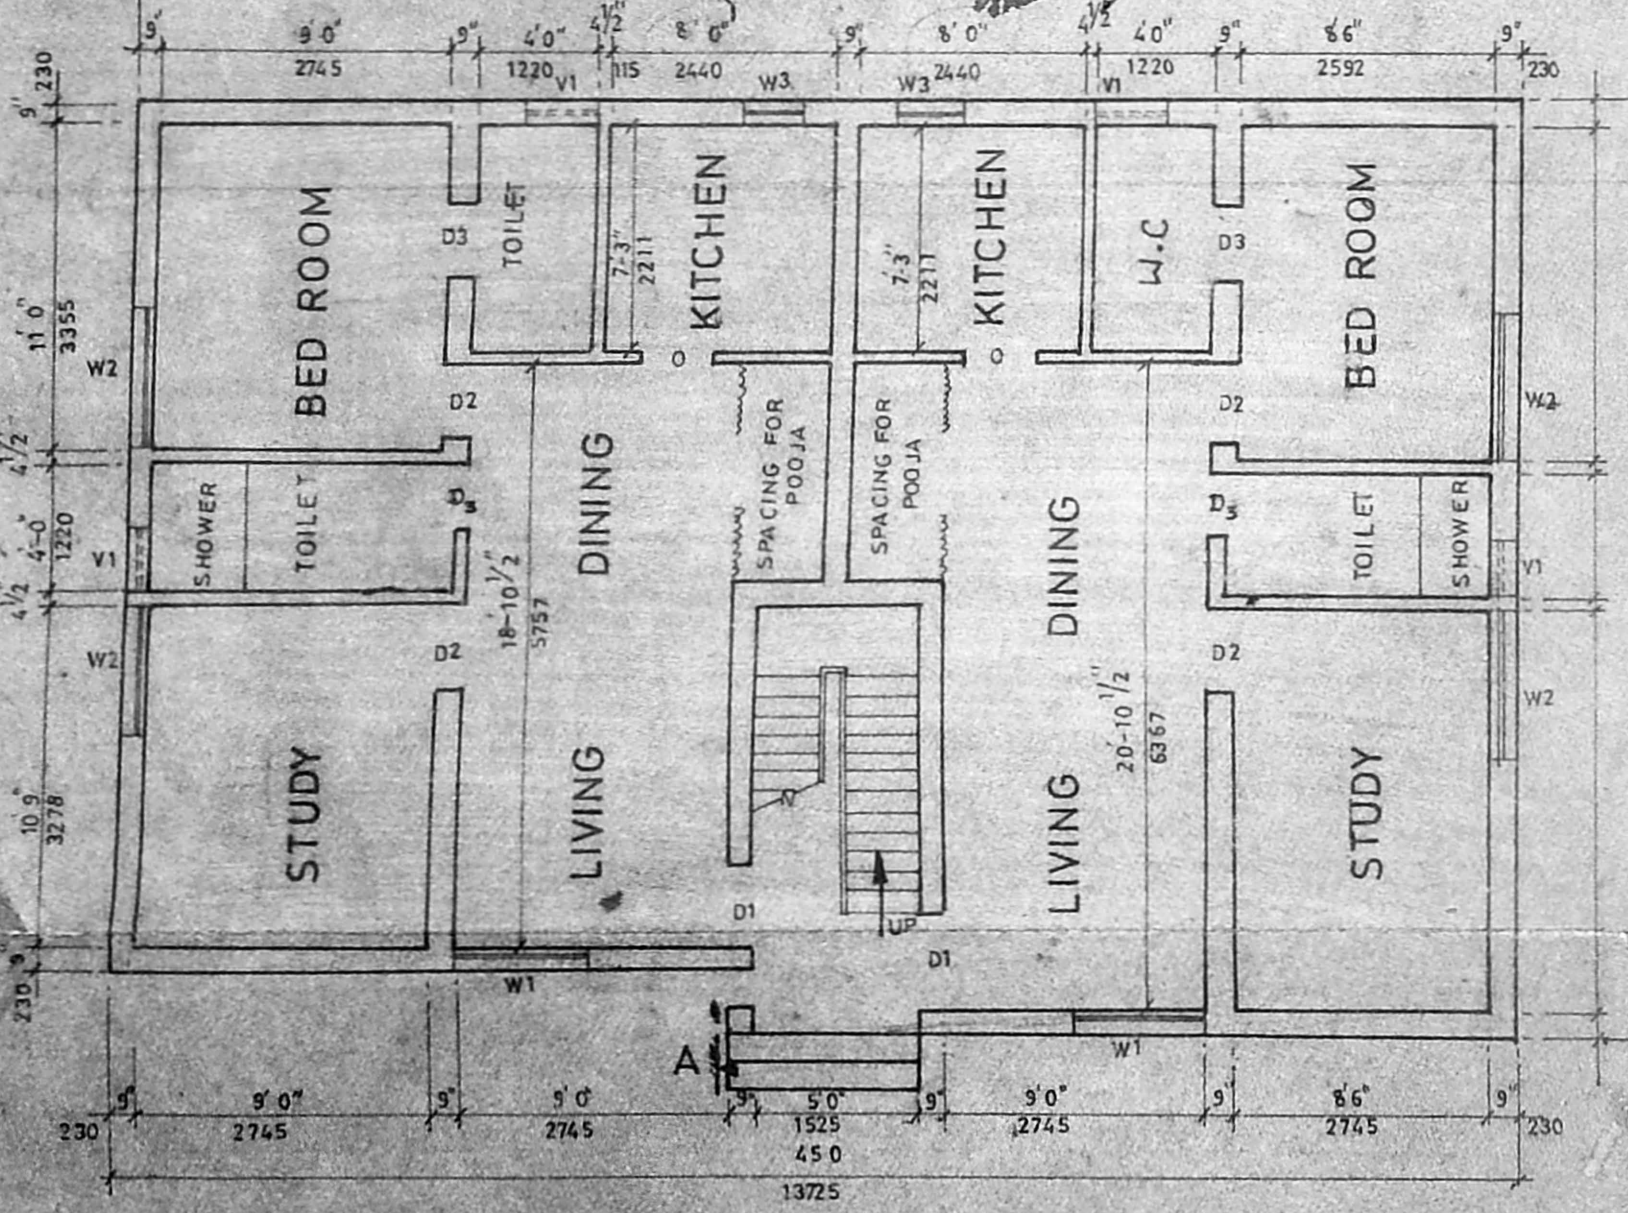 9" 9'0" 9" 4'0" 4½" 8'0" 9" 8'0" 4½" 40" 9" 8'6" 9"
230 2745 1220 115 2440 2440 1220 2592 230
V1 W3 W3 V1
9"
BED ROOM
D3
TOILET
7'-3"
2211
KITCHEN
7'-3"
2211
KITCHEN
W.C
D3
BED ROOM
11'0"
3355
W2
O
O
D2
D2
W2
4½"
DINING
SPACING FOR
POOJA
SPACING FOR
POOJA
DINING
SHOWER
TOILET
D3
D3
TOILET
SHOWER
4'-0"
1220
V1
V1
4½"
18'-10½"
5757
W2
D2
D2
W2
20'-10½"
6367
10'9"
3278
STUDY
LIVING
LIVING
STUDY
D1
UP
D1
9"
230
W1
W1
A
9" 9'0" 9" 9'0" 9" 5'0" 9" 9'0" 9" 8'6" 9"
230 2745 2745 1525 2745 2745 230
450
13725